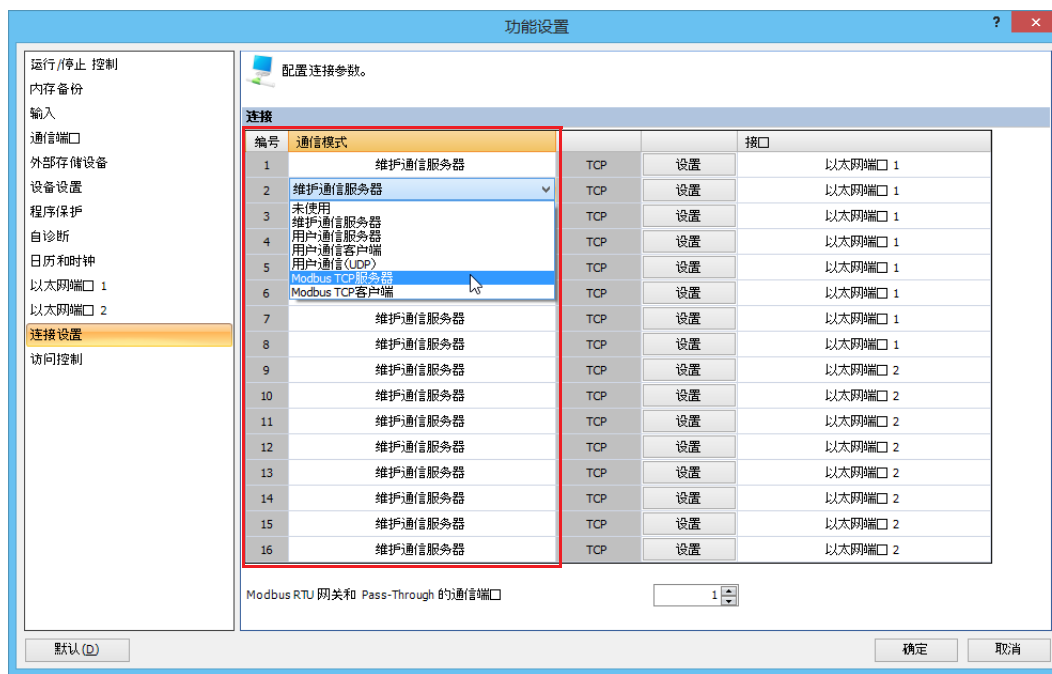 功能设置
? ×
运行/停止 控制
内存备份
输入
通信端口
外部存储设备
设备设置
程序保护
自诊断
日历和时钟
以太网端口 1
以太网端口 2
连接设置
访问控制
配置连接参数。
连接
编号 通信模式 接口
1 维护通信服务器 TCP 设置 以太网端口 1
2 维护通信服务器 TCP 设置 以太网端口 1
未使用
维护通信服务器
用户通信服务器
用户通信客户端
用户通信(UDP)
Modbus TCP服务器
Modbus TCP客户端
3 TCP 设置 以太网端口 1
4 TCP 设置 以太网端口 1
5 TCP 设置 以太网端口 1
6 TCP 设置 以太网端口 1
7 维护通信服务器 TCP 设置 以太网端口 1
8 维护通信服务器 TCP 设置 以太网端口 1
9 维护通信服务器 TCP 设置 以太网端口 2
10 维护通信服务器 TCP 设置 以太网端口 2
11 维护通信服务器 TCP 设置 以太网端口 2
12 维护通信服务器 TCP 设置 以太网端口 2
13 维护通信服务器 TCP 设置 以太网端口 2
14 维护通信服务器 TCP 设置 以太网端口 2
15 维护通信服务器 TCP 设置 以太网端口 2
16 维护通信服务器 TCP 设置 以太网端口 2
Modbus RTU 网关和 Pass-Through 的通信端口 1
默认(D) 确定 取消